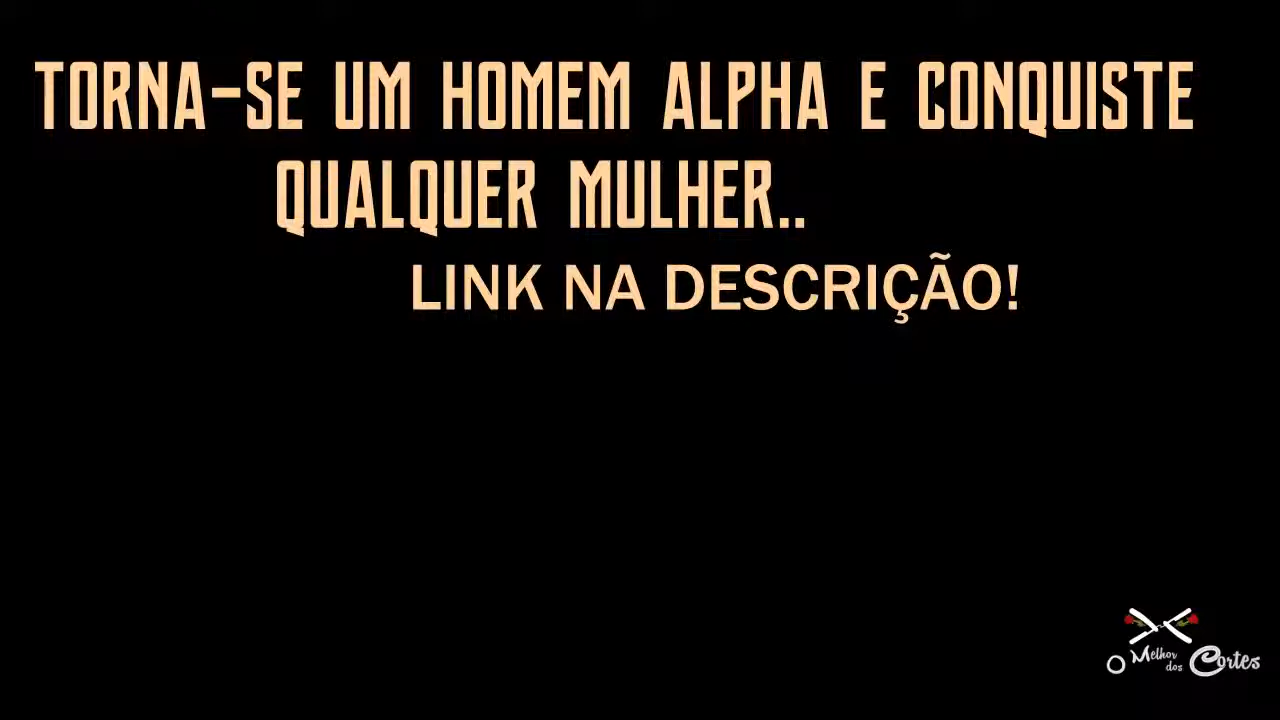 TORNA-SE UM HOMEM ALPHA E CONQUISTE
QUALQUER MULHER..
LINK NA DESCRIÇÃO!
O Melhor dos Cortes